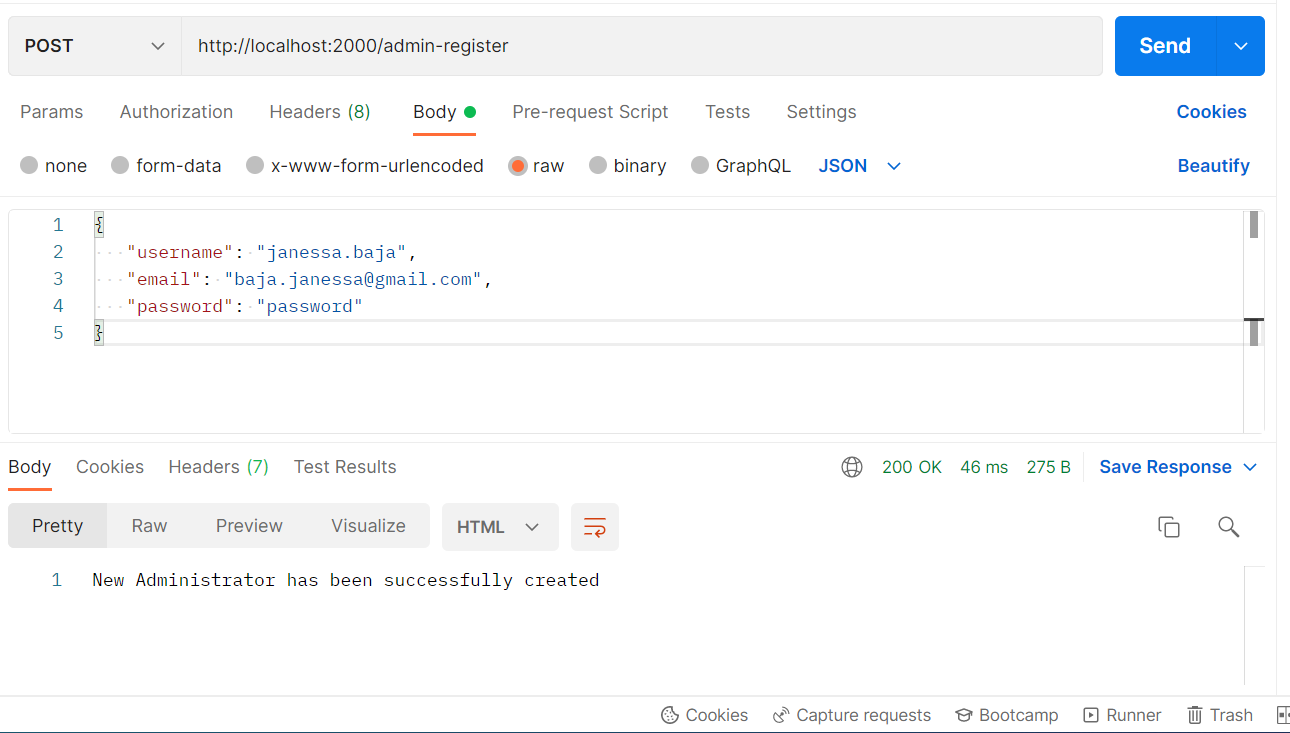 POST http://localhost:2000/admin-register Send
Params Authorization Headers (8) Body Pre-request Script Tests Settings Cookies
none form-data x-www-form-urlencoded raw binary GraphQL JSON Beautify
1 {
2 "username": "janessa.baja",
3 "email": "baja.janessa@gmail.com",
4 "password": "password"
5 }
Body Cookies Headers (7) Test Results 200 OK 46 ms 275 B Save Response
Pretty Raw Preview Visualize HTML
1 New Administrator has been successfully created
Cookies Capture requests Bootcamp Runner Trash